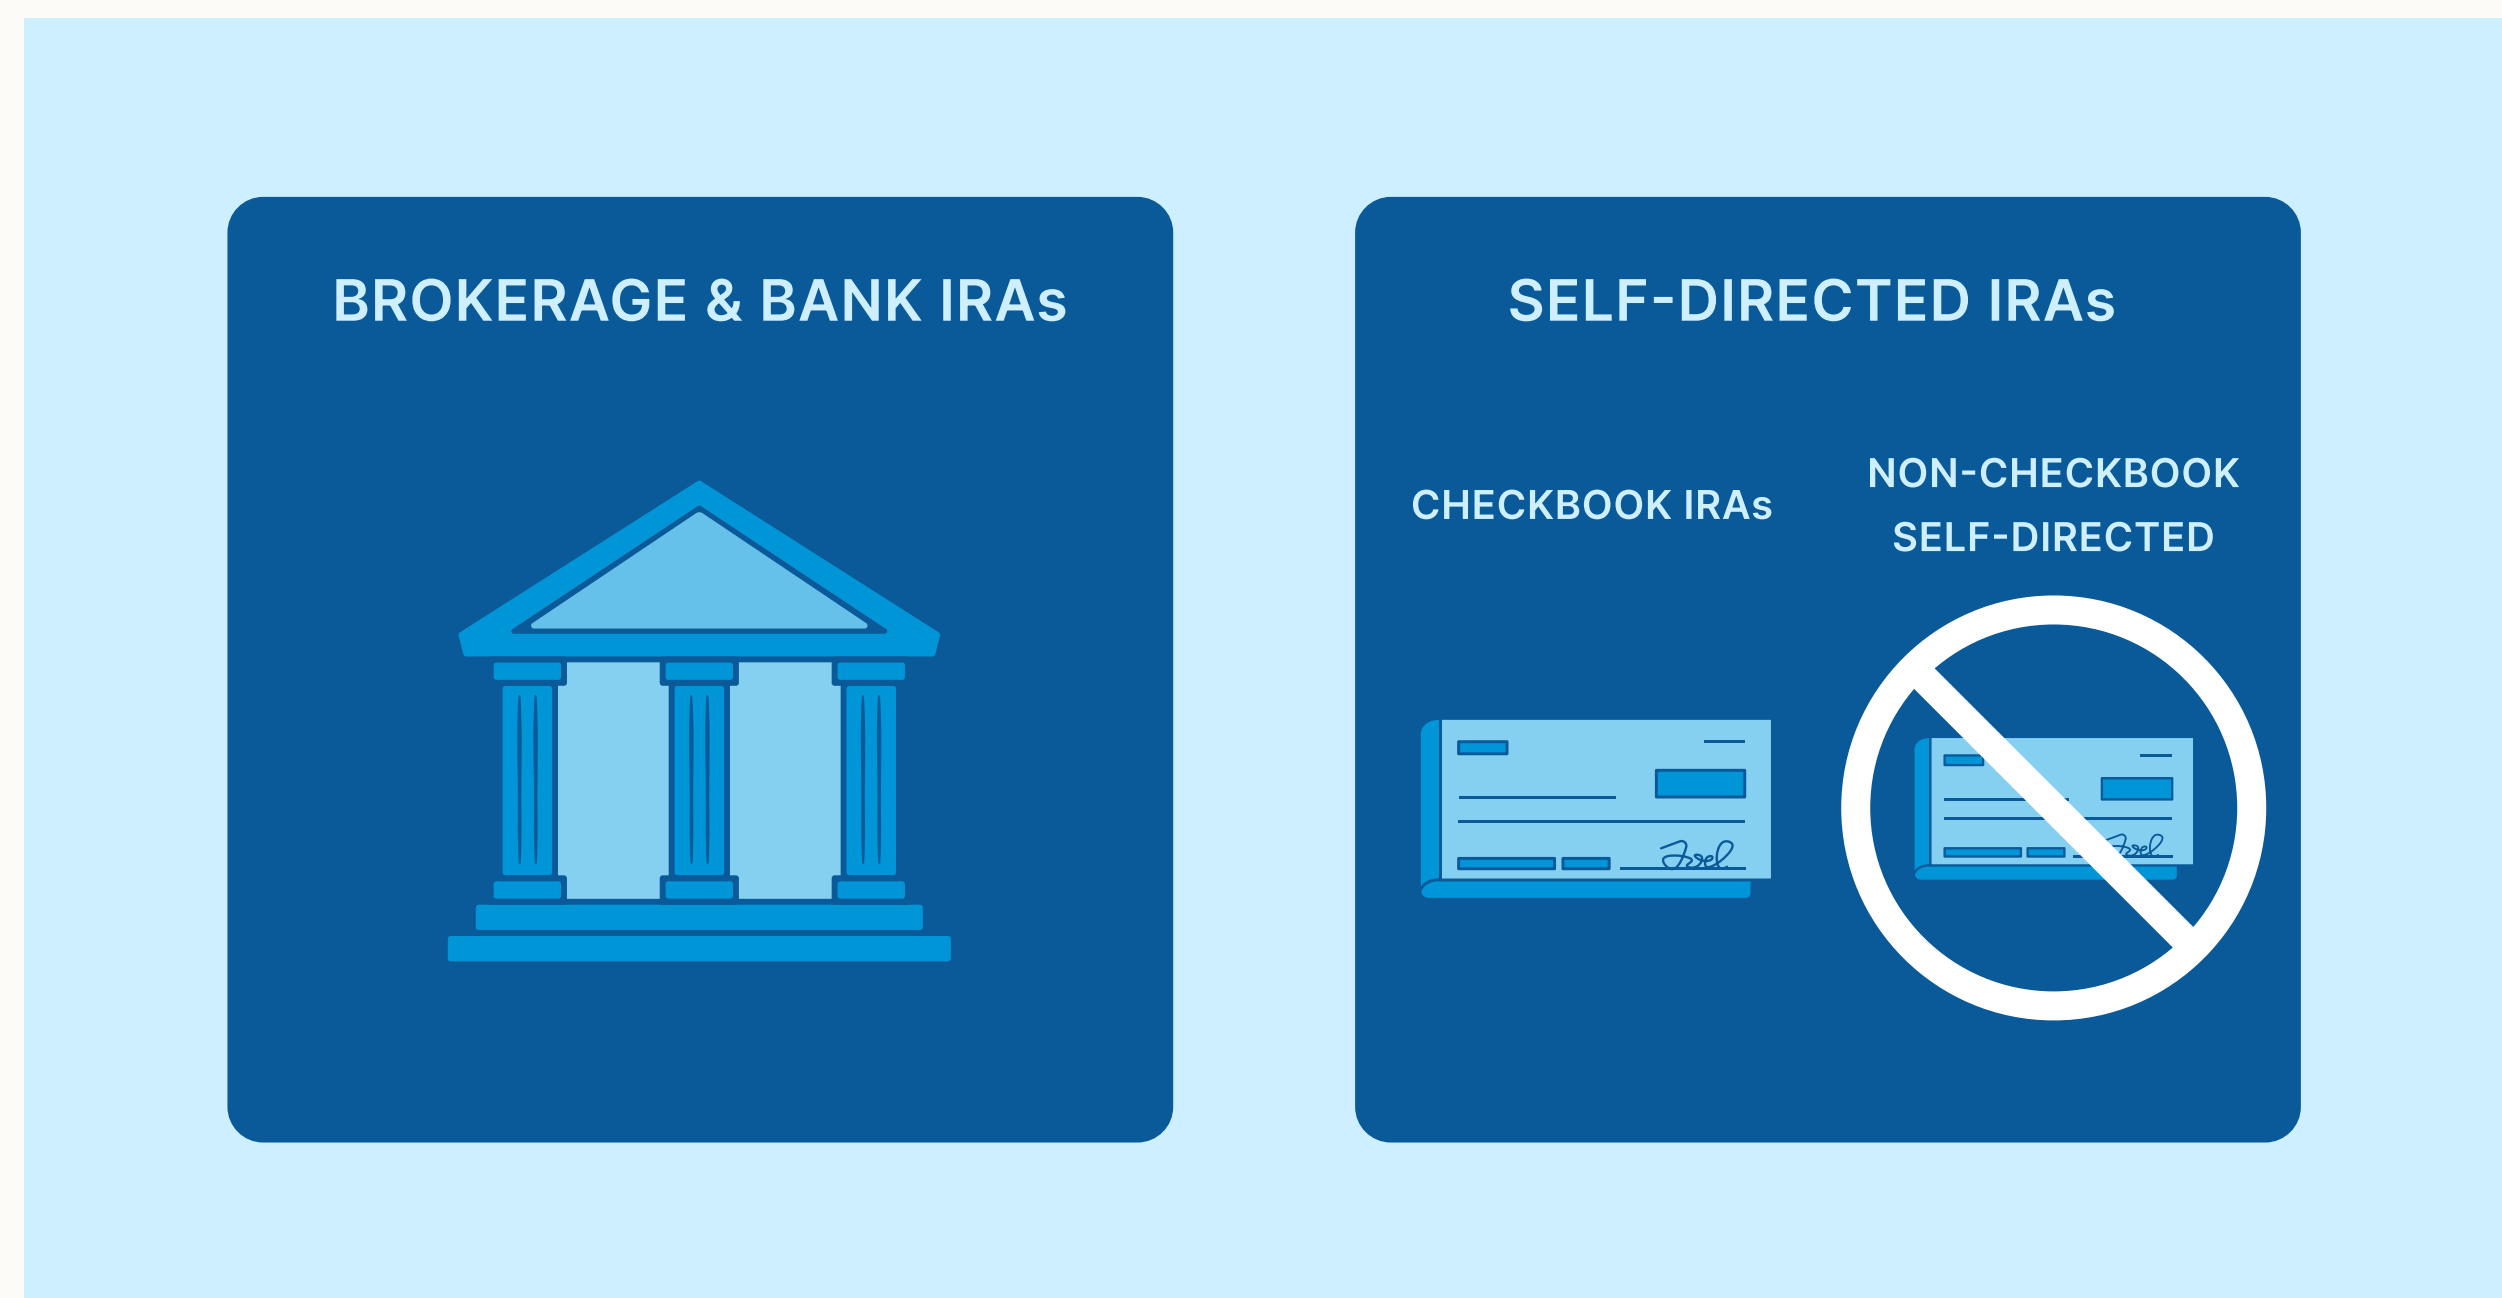 BROKERAGE & BANK IRAs
SELF-DIRECTED IRAs
CHECKBOOK IRAs
NON-CHECKBOOK
SELF-DIRECTED